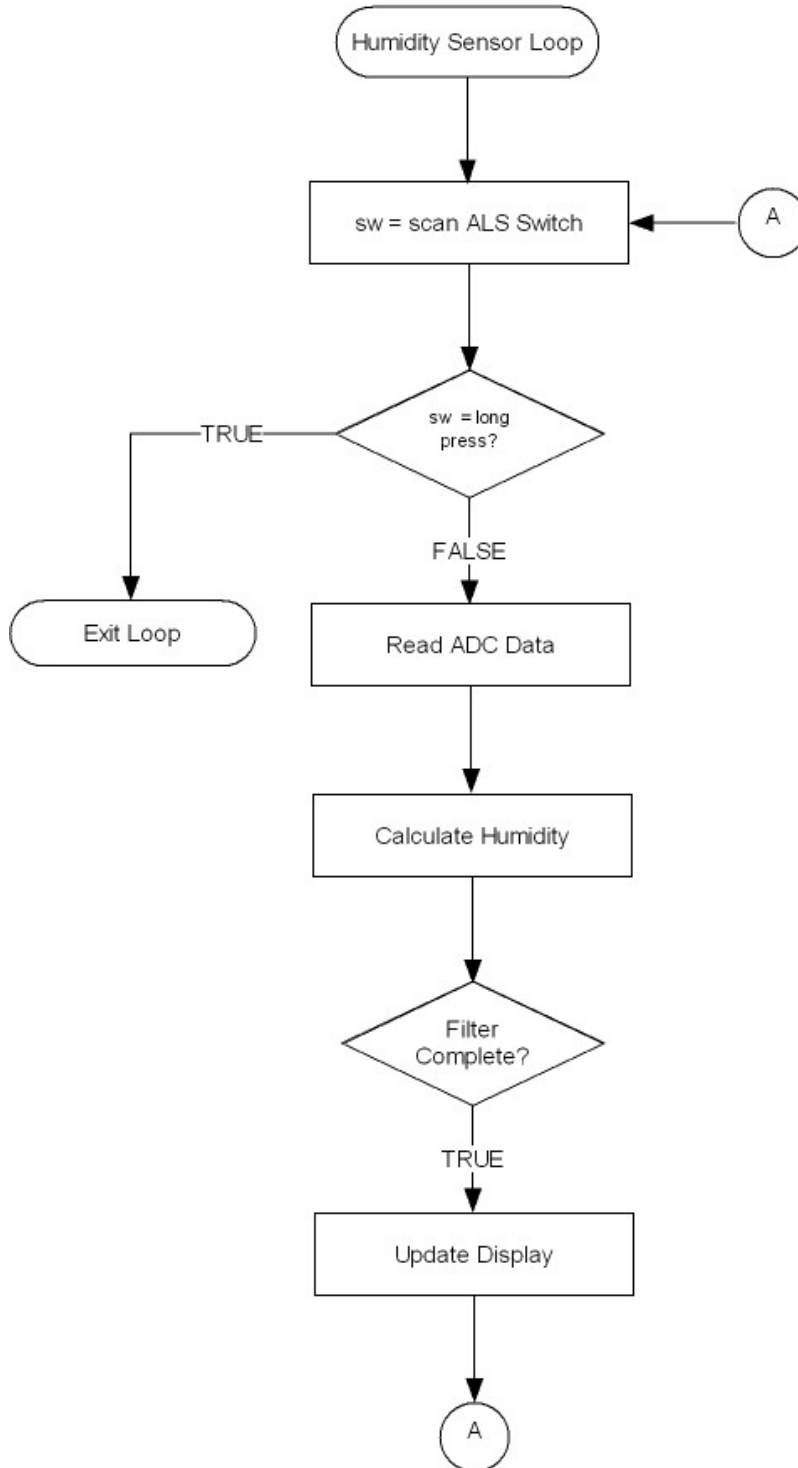 Humidity Sensor Loop
sw = scan ALS Switch
A
sw = long
press?
TRUE
FALSE
Exit Loop
Read ADC Data
Calculate Humidity
Filter
Complete?
TRUE
Update Display
A